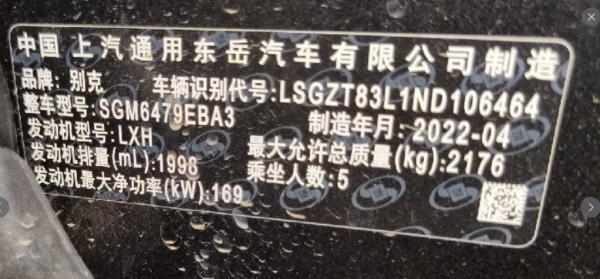 中国 上汽通用东岳汽车有限公司制造
品牌: 别克 车辆识别代号: LSGZT83L1ND106464
整车型号: SGM6479EBA3 制造年月: 2022-04
发动机型号: LXH 最大允许总质量(kg): 2176
发动机排量(mL): 1998 乘坐人数: 5
发动机最大净功率(kW): 169